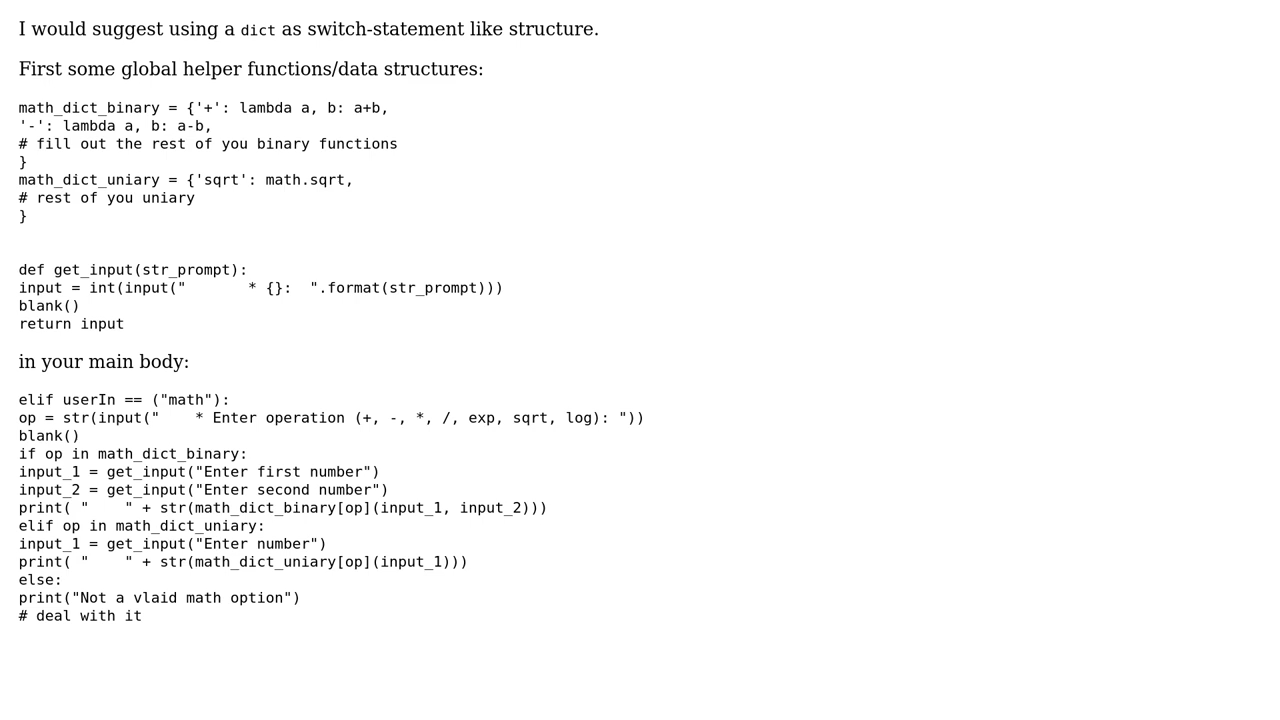 I would suggest using a dict as switch-statement like structure.
First some global helper functions/data structures:
math_dict_binary = {'+': lambda a, b: a+b,
'-': lambda a, b: a-b,
# fill out the rest of you binary functions
}
math_dict_uniary = {'sqrt': math.sqrt,
# rest of you uniary
}
def get_input(str_prompt):
input = int(input("       * {}:  ".format(str_prompt)))
blank()
return input
in your main body:
elif userIn == ("math"):
op = str(input("    * Enter operation (+, -, *, /, exp, sqrt, log): "))
blank()
if op in math_dict_binary:
input_1 = get_input("Enter first number")
input_2 = get_input("Enter second number")
print( "    " + str(math_dict_binary[op](input_1, input_2)))
elif op in math_dict_uniary:
input_1 = get_input("Enter number")
print( "    " + str(math_dict_uniary[op](input_1)))
else:
print("Not a vlaid math option")
# deal with it